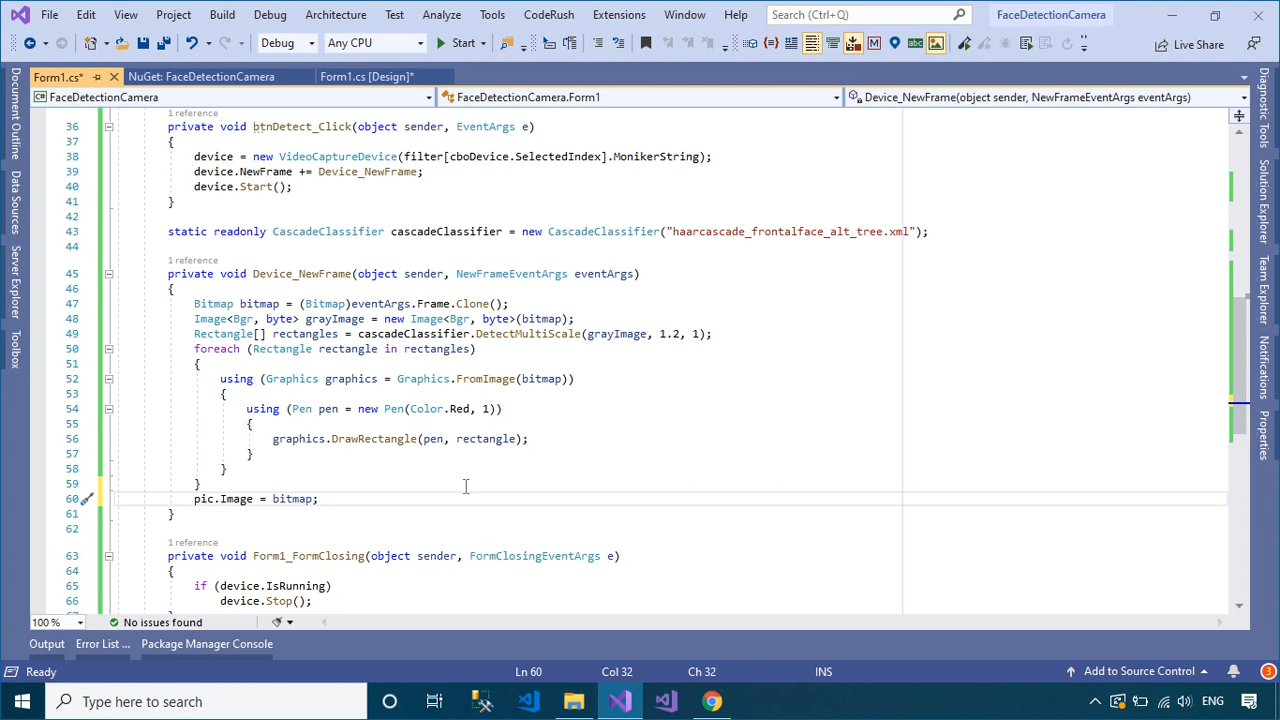 File Edit View Project Build Debug Architecture Test Analyze Tools CodeRush Extensions Window Help Search (Ctrl+Q) FaceDetectionCamera
Debug Any CPU Start Live Share
Form1.cs* NuGet: FaceDetectionCamera Form1.cs [Design]*
FaceDetectionCamera FaceDetectionCamera.Form1 Device_NewFrame(object sender, NewFrameEventArgs eventArgs)
1 reference
36 private void btnDetect_Click(object sender, EventArgs e)
37 {
38 device = new VideoCaptureDevice(filter[cboDevice.SelectedIndex].MonikerString);
39 device.NewFrame += Device_NewFrame;
40 device.Start();
41 }
42
43 static readonly CascadeClassifier cascadeClassifier = new CascadeClassifier("haarcascade_frontalface_alt_tree.xml");
44
1 reference
45 private void Device_NewFrame(object sender, NewFrameEventArgs eventArgs)
46 {
47 Bitmap bitmap = (Bitmap)eventArgs.Frame.Clone();
48 Image<Bgr, byte> grayImage = new Image<Bgr, byte>(bitmap);
49 Rectangle[] rectangles = cascadeClassifier.DetectMultiScale(grayImage, 1.2, 1);
50 foreach (Rectangle rectangle in rectangles)
51 {
52 using (Graphics graphics = Graphics.FromImage(bitmap))
53 {
54 using (Pen pen = new Pen(Color.Red, 1))
55 {
56 graphics.DrawRectangle(pen, rectangle);
57 }
58 }
59 }
60 pic.Image = bitmap;
61 }
62
1 reference
63 private void Form1_FormClosing(object sender, FormClosingEventArgs e)
64 {
65 if (device.IsRunning)
66 device.Stop();
Document Outline
Data Sources
Server Explorer
Toolbox
Diagnostic Tools
Solution Explorer
Team Explorer
Notifications
Properties
100 % No issues found
Output Error List ... Package Manager Console
Ready Ln 60 Col 32 Ch 32 INS Add to Source Control 3
Type here to search ENG